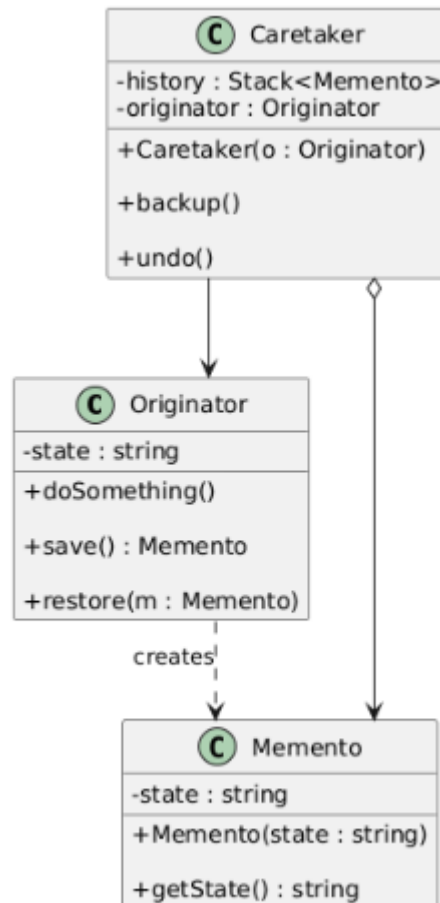 C Caretaker
-history : Stack<Memento>
-originator : Originator
+Caretaker(o : Originator)
+backup()
+undo()
C Originator
-state : string
+doSomething()
+save() : Memento
+restore(m : Memento)
creates
C Memento
-state : string
+Memento(state : string)
+getState() : string